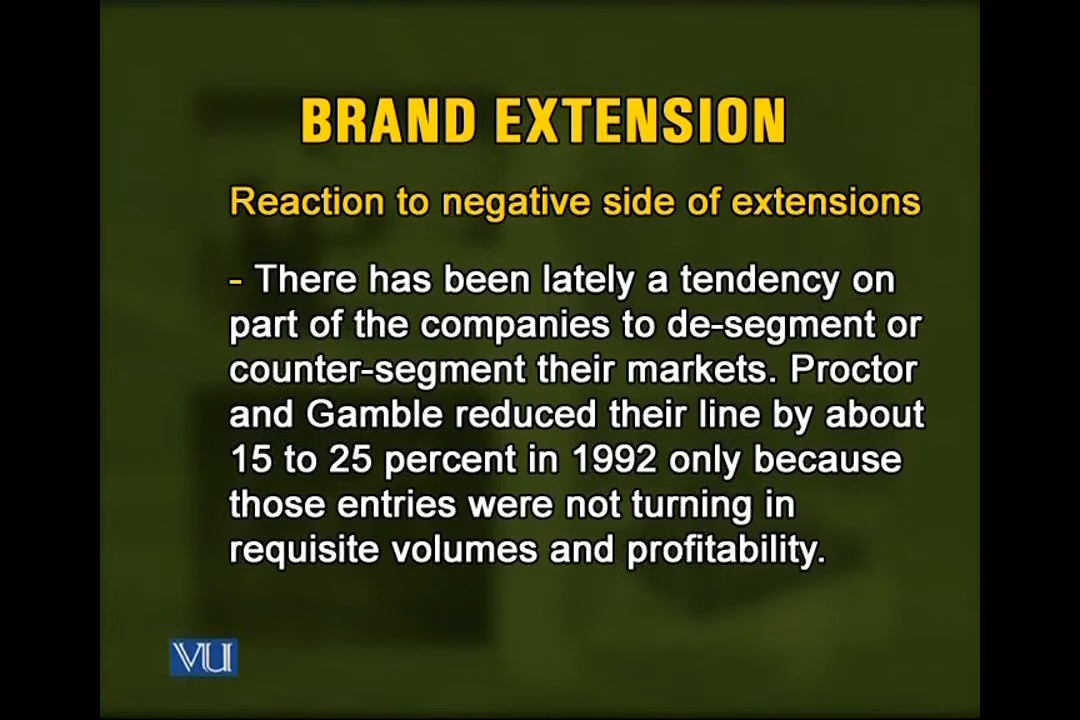 BRAND EXTENSION
Reaction to negative side of extensions
- There has been lately a tendency on
part of the companies to de-segment or
counter-segment their markets. Proctor
and Gamble reduced their line by about
15 to 25 percent in 1992 only because
those entries were not turning in
requisite volumes and profitability.
VU